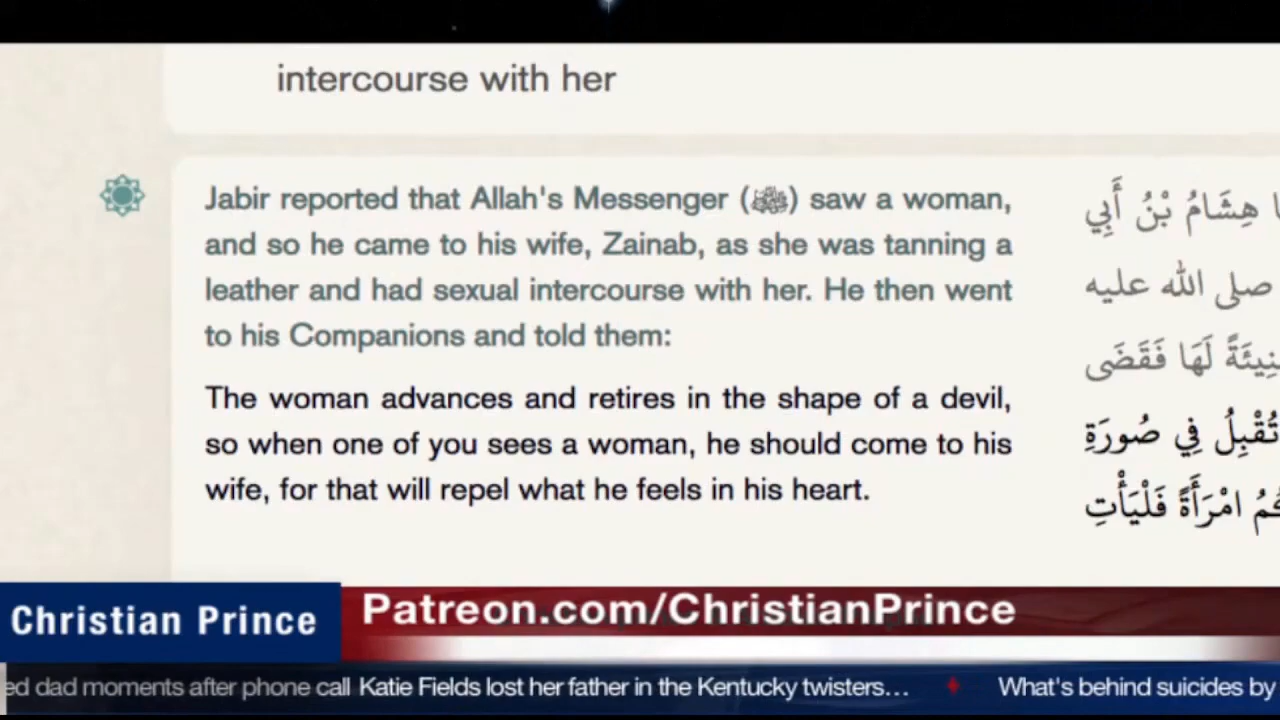 intercourse with her
Jabir reported that Allah's Messenger (ﷺ) saw a woman,
and so he came to his wife, Zainab, as she was tanning a
leather and had sexual intercourse with her. He then went
to his Companions and told them:
The woman advances and retires in the shape of a devil,
so when one of you sees a woman, he should come to his
wife, for that will repel what he feels in his heart.
هِشَامُ بْنُ أَبِي
صلى الله عليه
لَهَا فَقَضَى
تُقْبِلُ فِي صُورَةِ
امْرَأَةً فَلْيَأْتِ
Christian Prince
Patreon.com/ChristianPrince
ed dad moments after phone call Katie Fields lost her father in the Kentucky twisters... What's behind suicides by